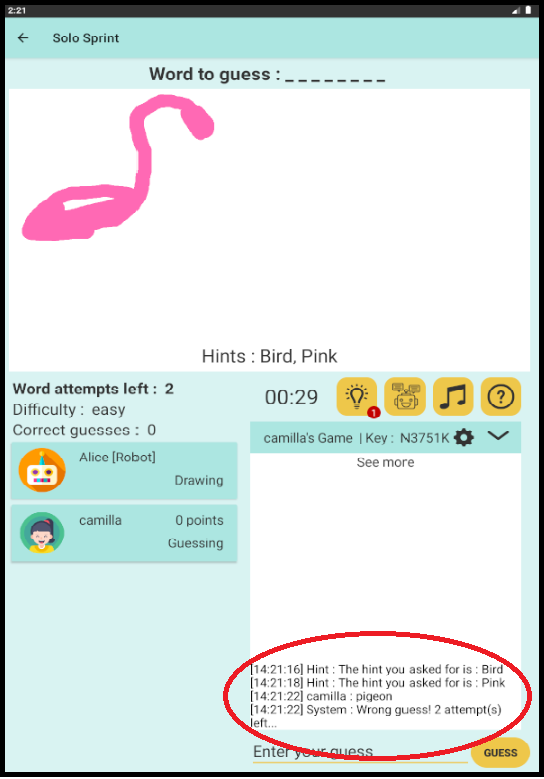 2:21
Solo Sprint
Word to guess : _ _ _ _ _ _ _ _
Hints : Bird, Pink
Word attempts left : 2
Difficulty : easy
Correct guesses : 0
Alice [Robot]
Drawing
camilla 0 points
Guessing
00:29
1
?
camilla's Game | Key : N3751K
See more
[14:21:16] Hint : The hint you asked for is : Bird
[14:21:18] Hint : The hint you asked for is : Pink
[14:21:22] camilla : pigeon
[14:21:22] System : Wrong guess! 2 attempt(s)
left...
Enter your guess
GUESS